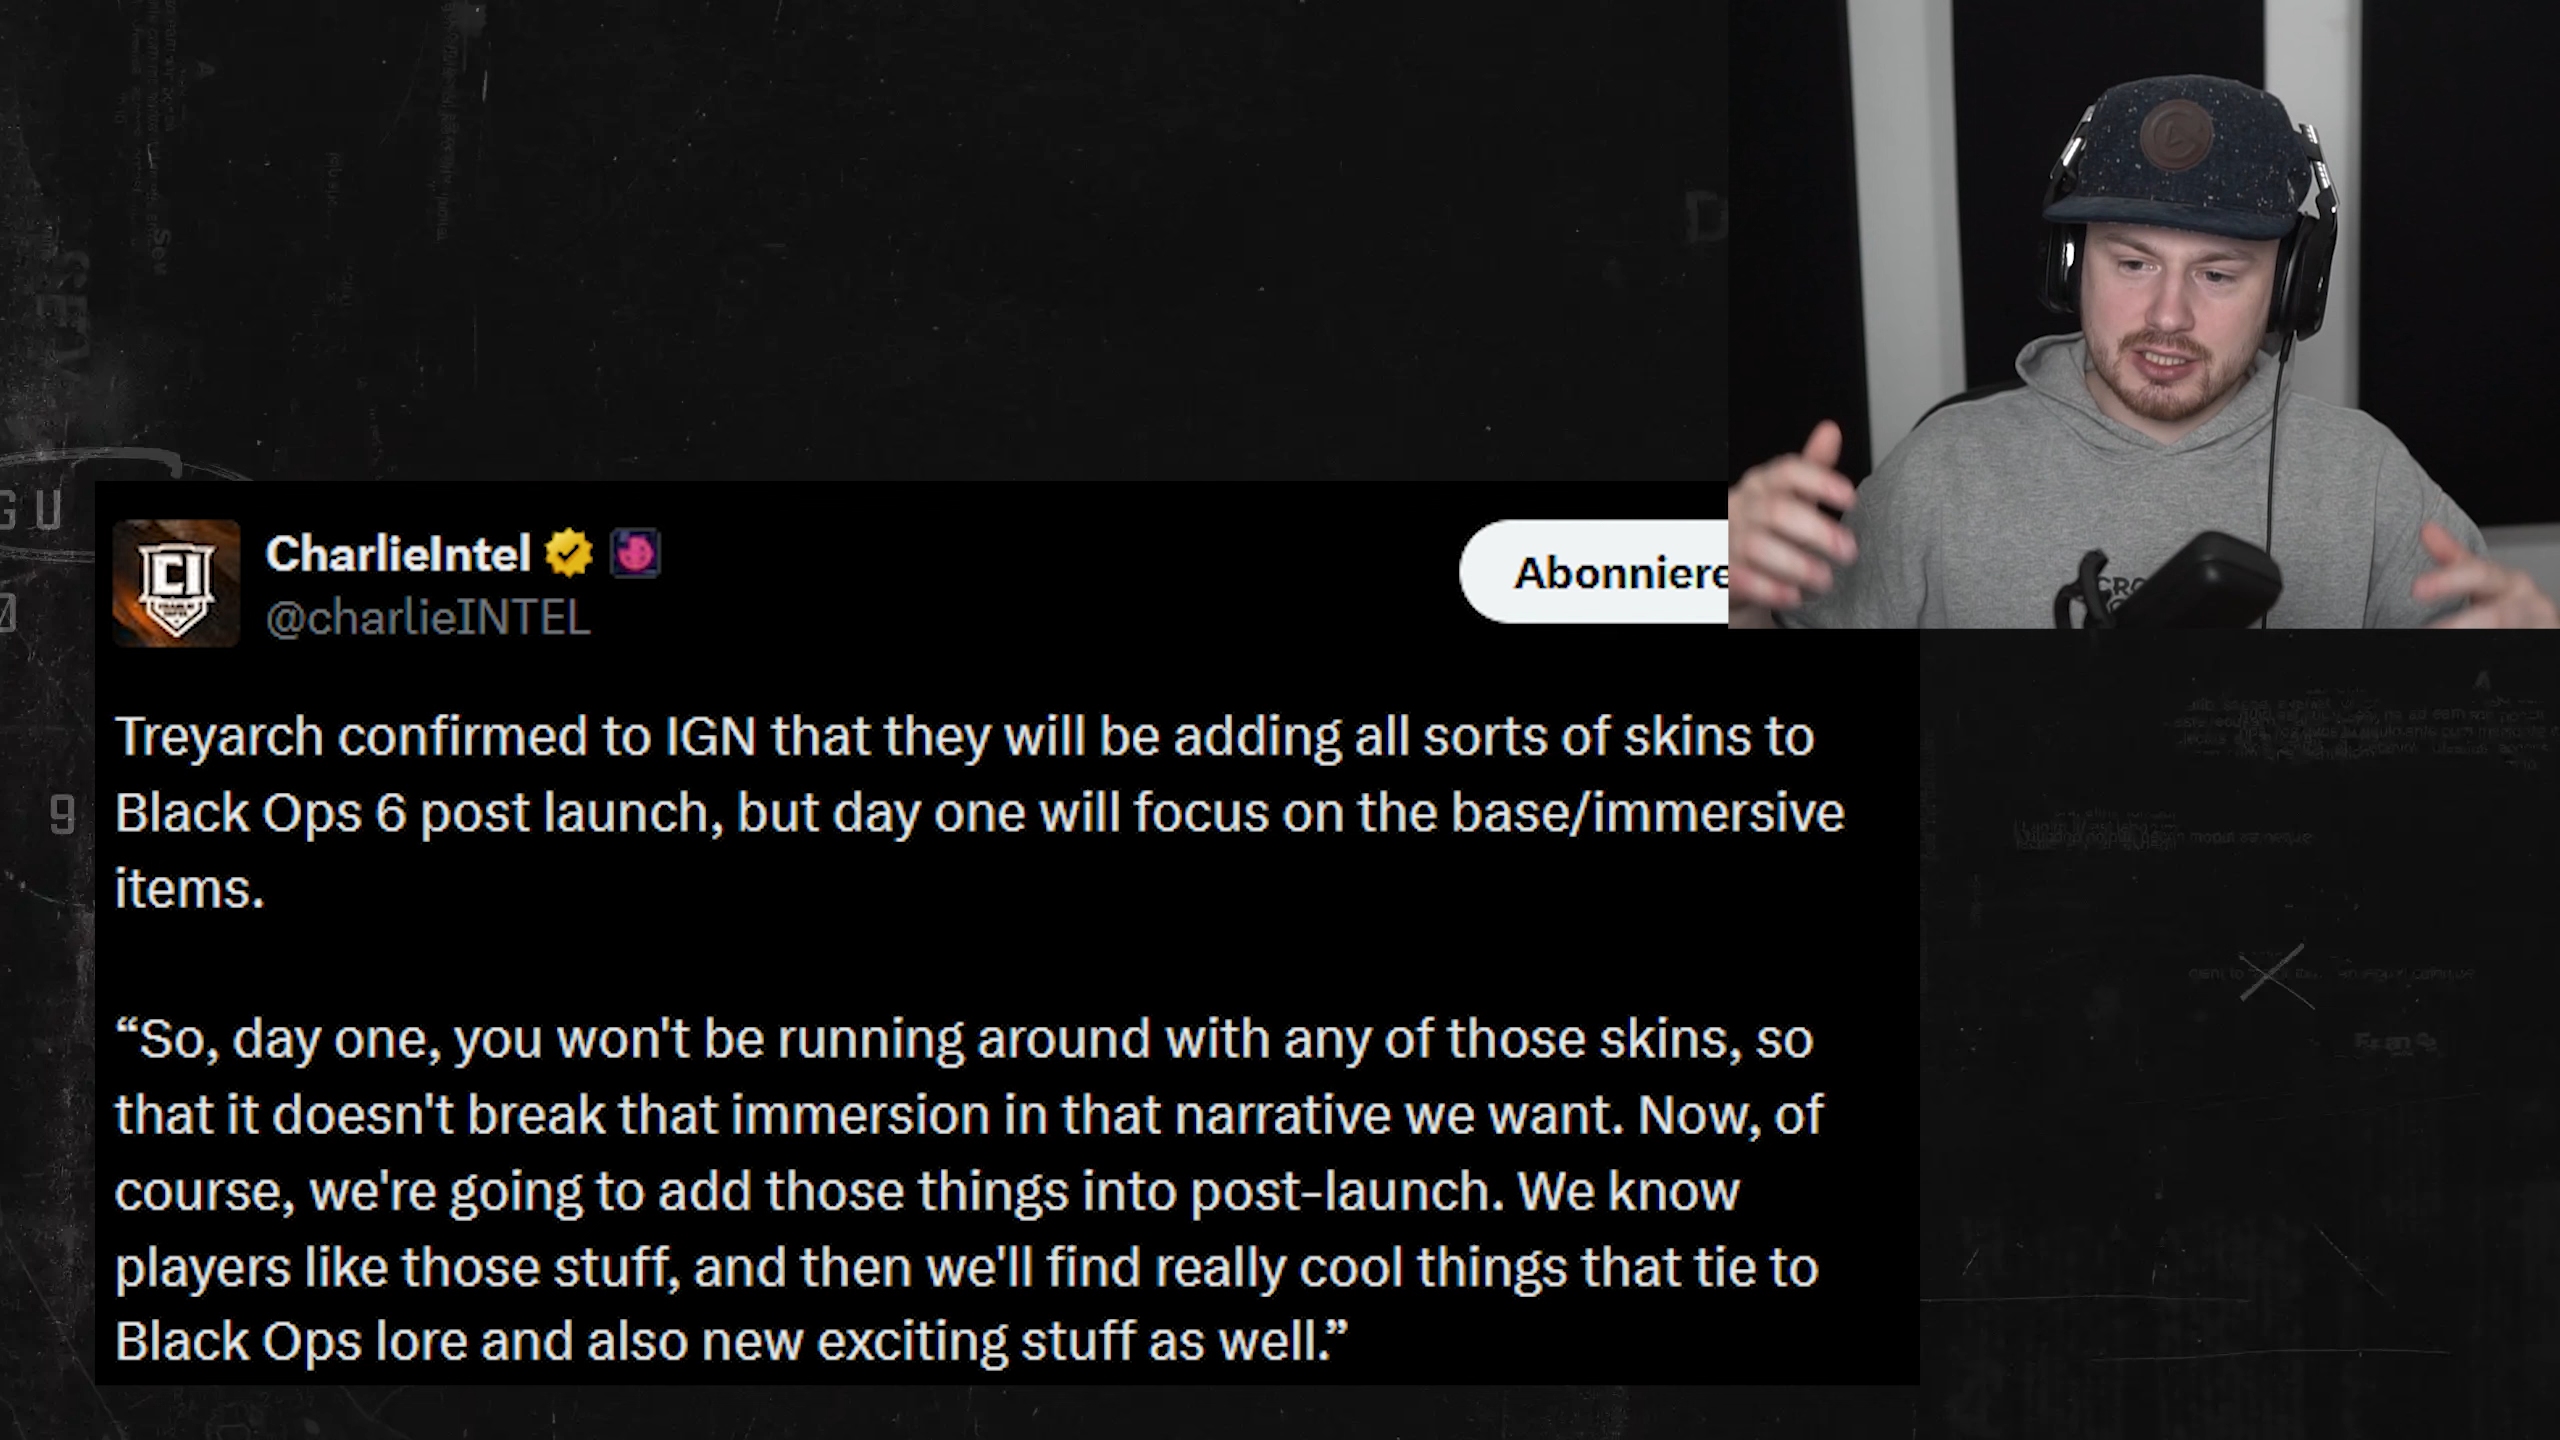 CharlieIntel
@charlieINTEL
Abonniere
Treyarch confirmed to IGN that they will be adding all sorts of skins to
Black Ops 6 post launch, but day one will focus on the base/immersive
items.
“So, day one, you won't be running around with any of those skins, so
that it doesn't break that immersion in that narrative we want. Now, of
course, we're going to add those things into post-launch. We know
players like those stuff, and then we'll find really cool things that tie to
Black Ops lore and also new exciting stuff as well.”
CI
G U
9